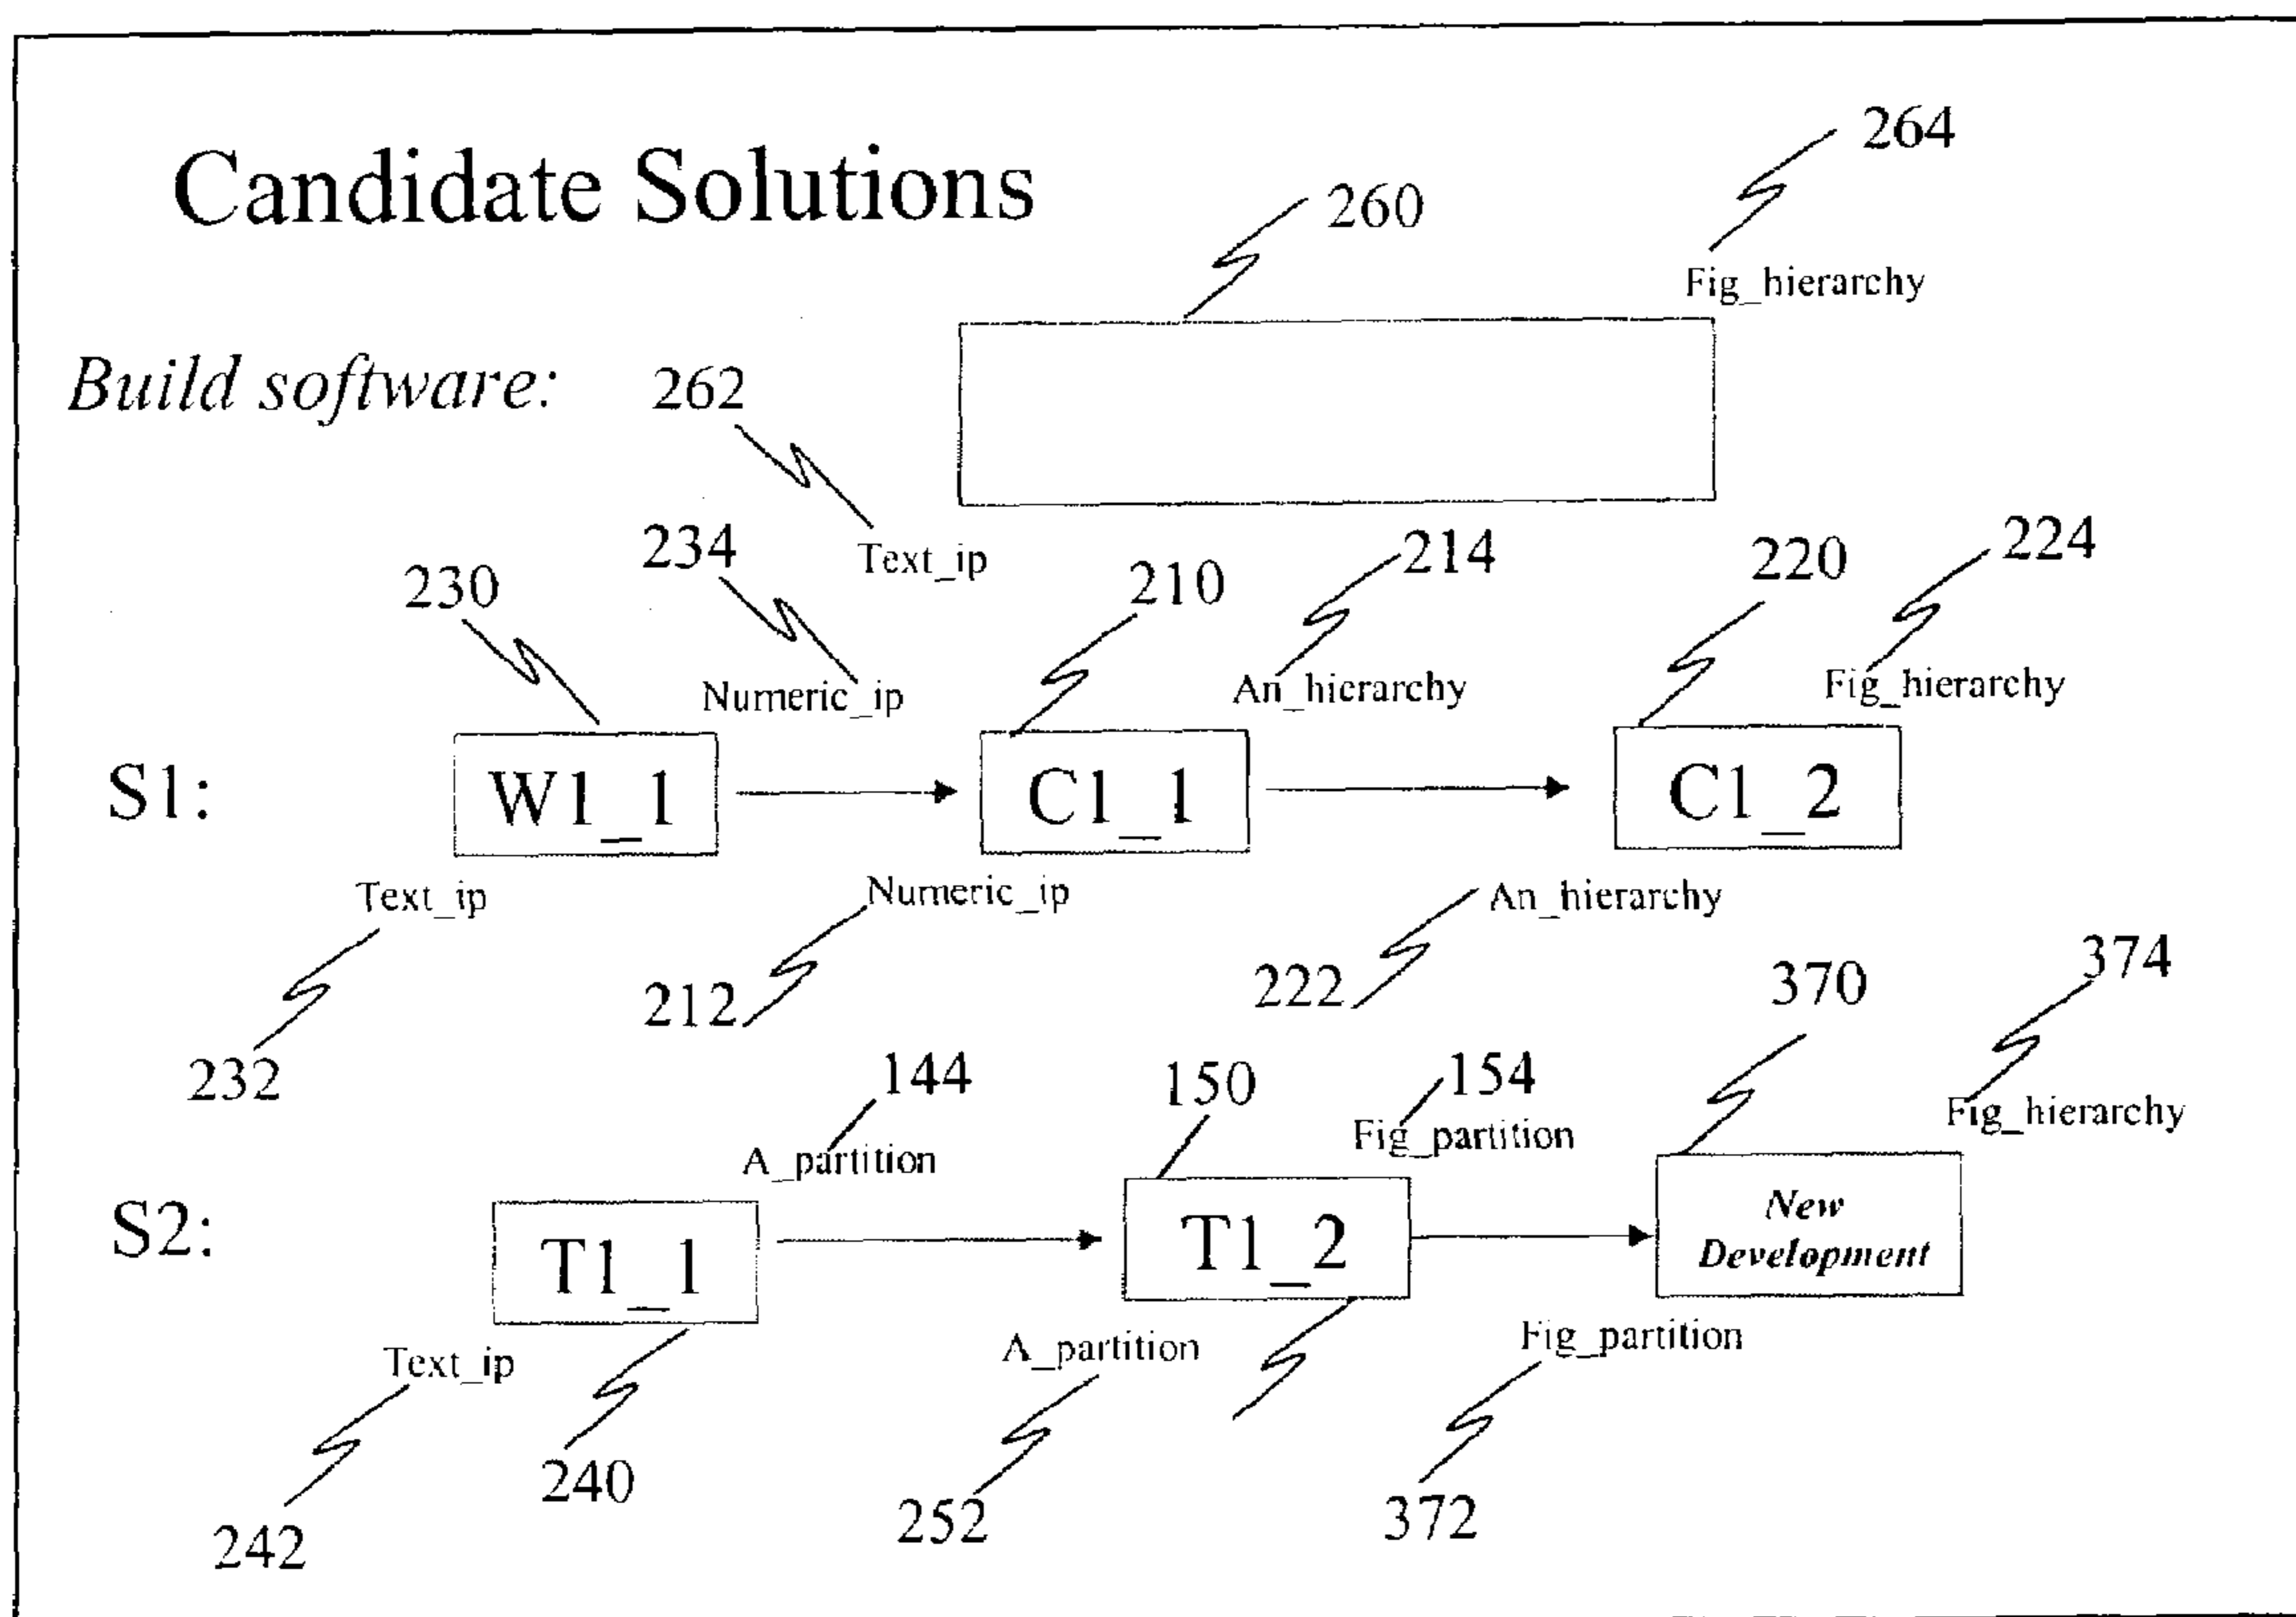 Candidate Solutions
264
260
Fig_hierarchy
Build software:
262
Text_ip
234
230
210
214
220
224
Numeric_ip
An_hierarchy
Fig_hierarchy
S1:
W1_1
C1_1
C1_2
Text_ip
Numeric_ip
An_hierarchy
232
212
222
370
374
144
150
154
A_partition
Fig_partition
Fig_hierarchy
S2:
T1_1
T1_2
New
Development
Text_ip
A_partition
Fig_partition
242
240
252
372